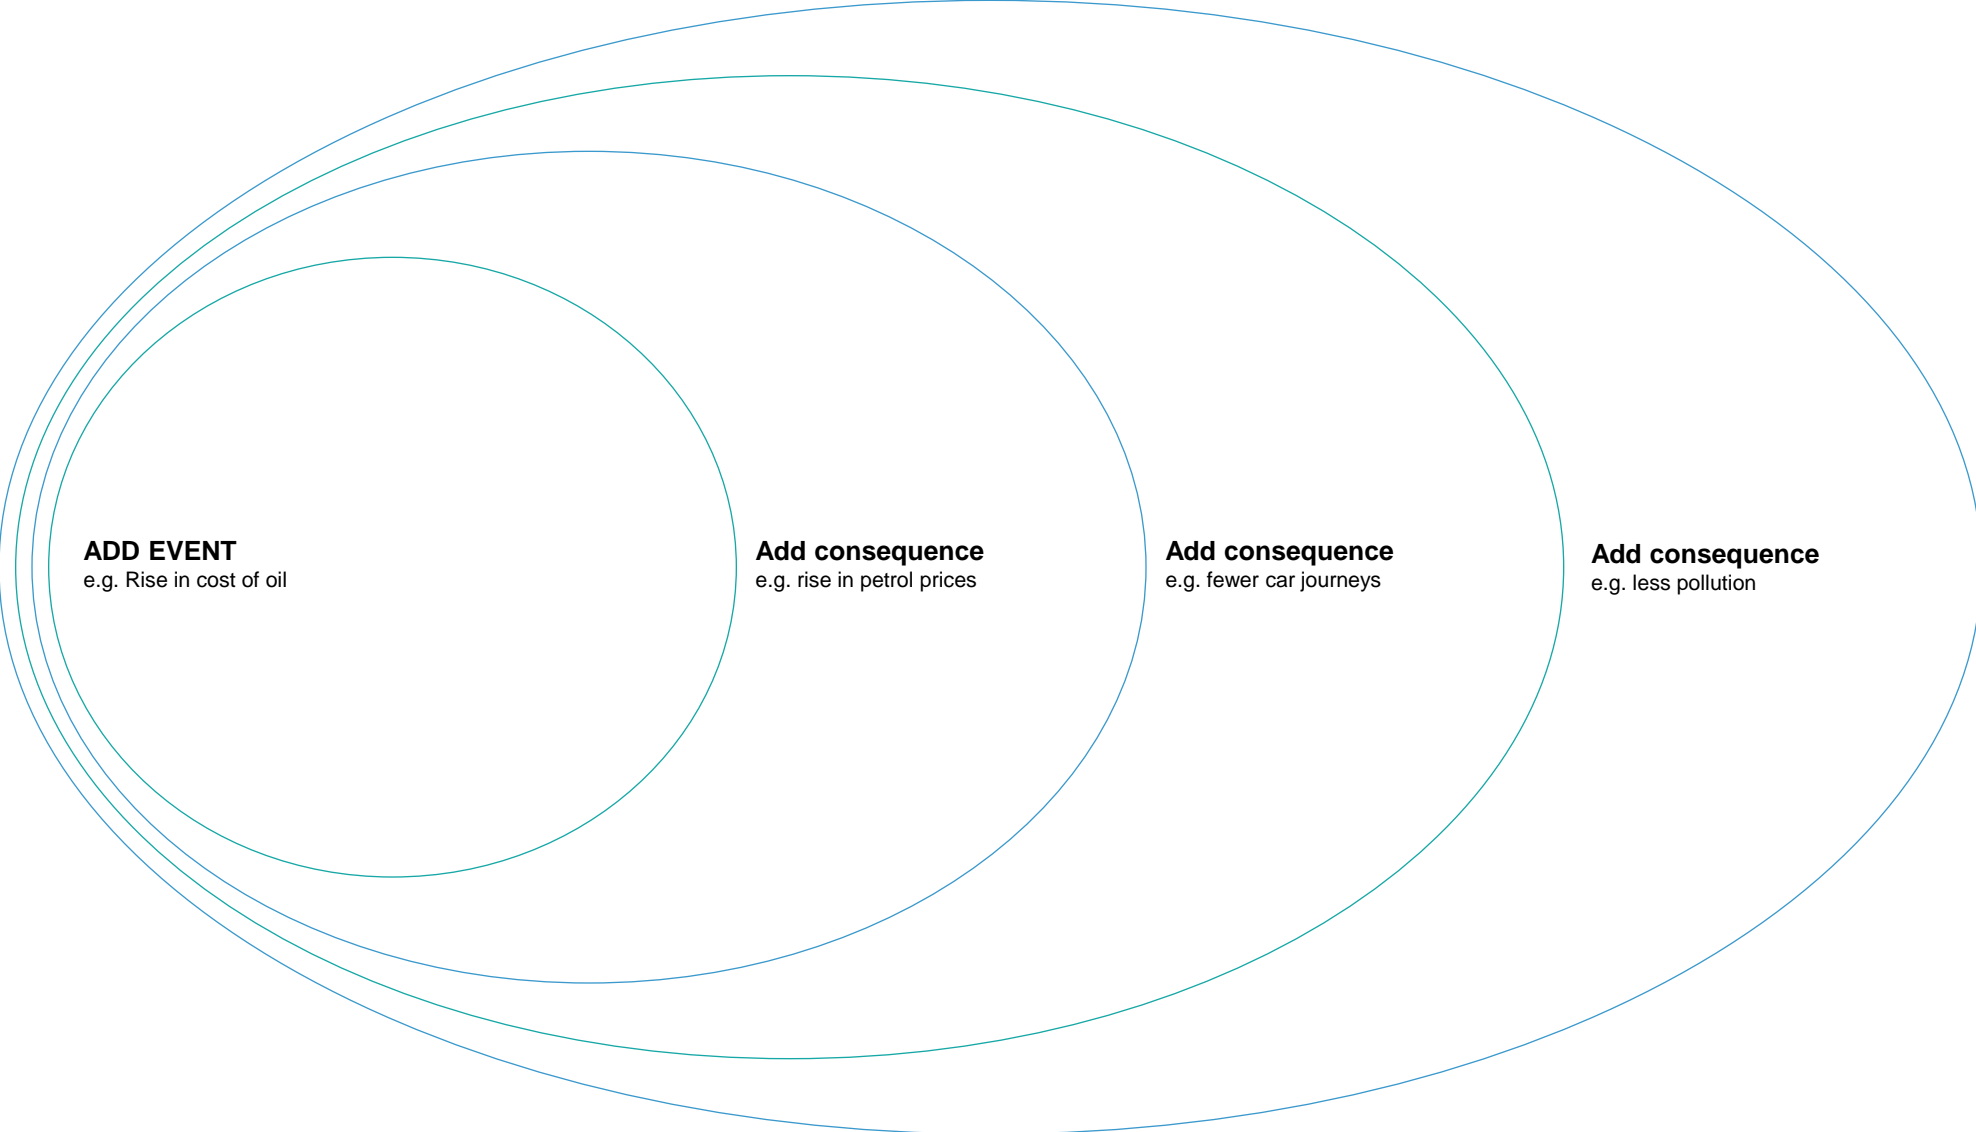 ADD EVENT
e.g. Rise in cost of oil
Add consequence
e.g. rise in petrol prices
Add consequence
e.g. fewer car journeys
Add consequence
e.g. less pollution